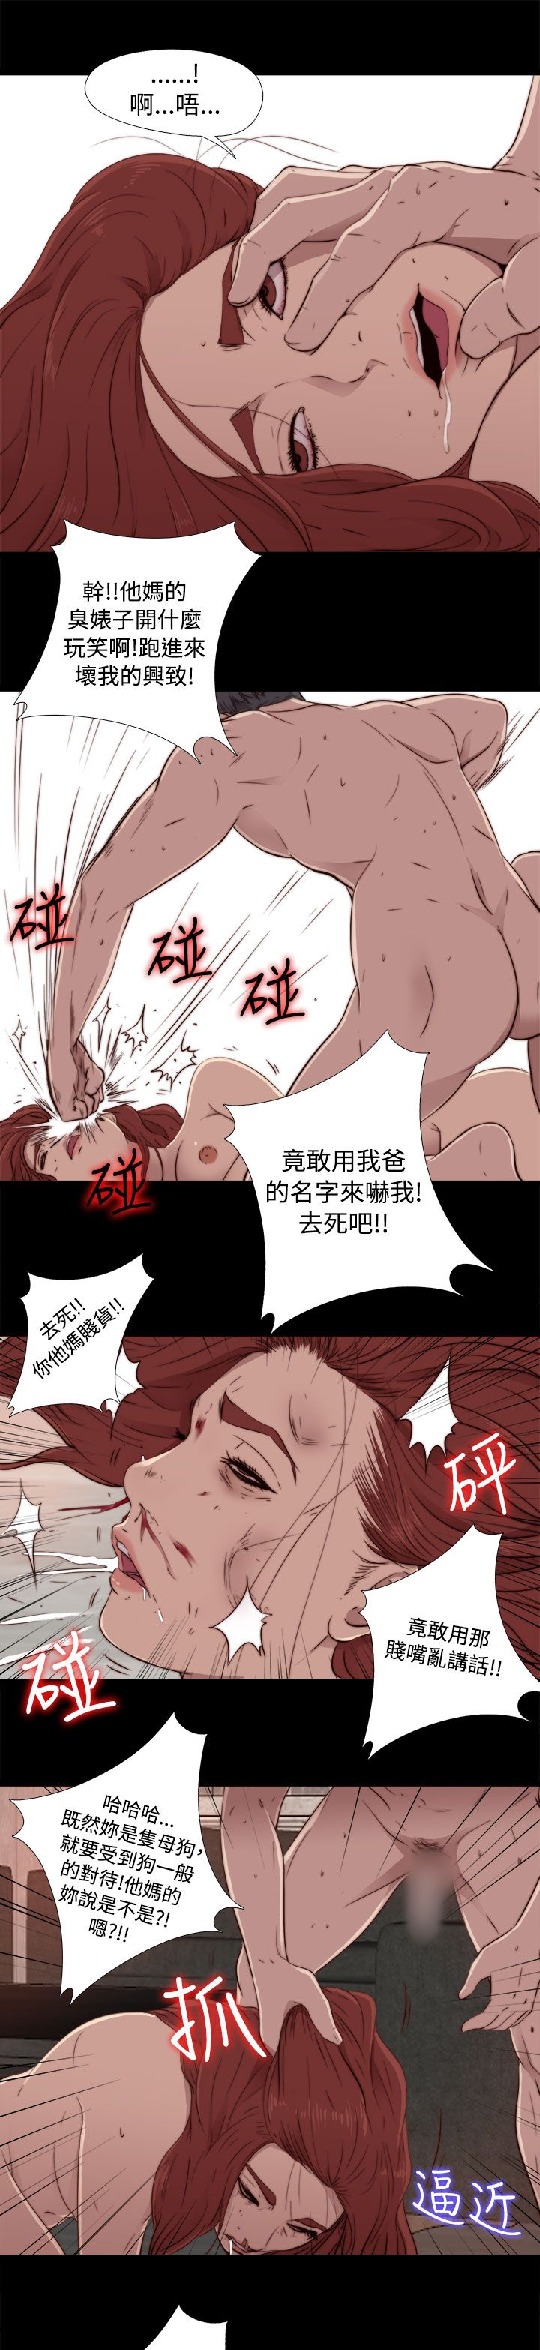 ......!
啊...唔...
幹!!他媽的
臭婊子開什麼
玩笑啊!跑進來
壞我的興致!
碰
碰
碰
碰
竟敢用我爸
的名字來嚇我!
去死吧!!
去死!!
你他媽賤貨!!
砰
竟敢用那
賤嘴亂講話!!
碰
哈哈哈...
既然妳是隻母狗,
就要受到狗一般
的對待!他媽的
妳說是不是?!
嗯?!!
抓
逼近